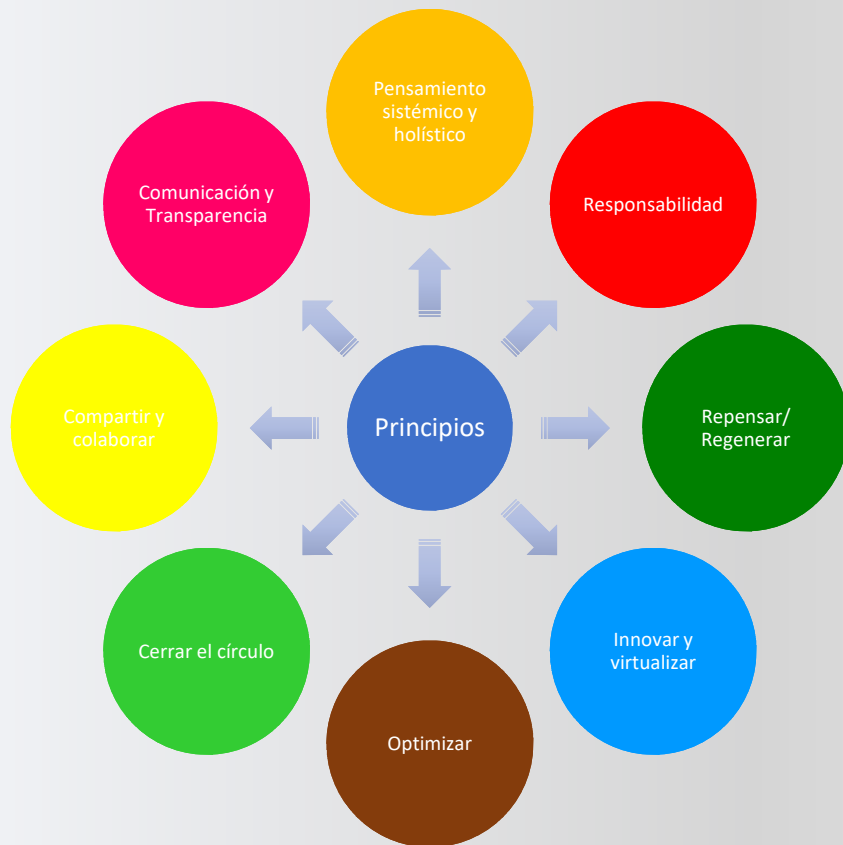 Pensamiento
sistémico y
holístico
Responsabilidad
Repensar/
Regenerar
Innovar y
virtualizar
Optimizar
Cerrar el círculo
Compartir y
colaborar
Comunicación y
Transparencia
Principios